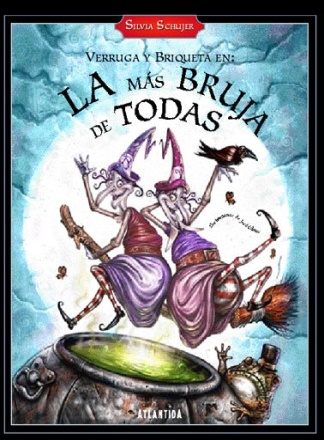 SILVIA SCHUJER
VERRUGA Y BRIQUETA EN:
LA MÁS BRUJA
DE TODAS
ATLANTIDA